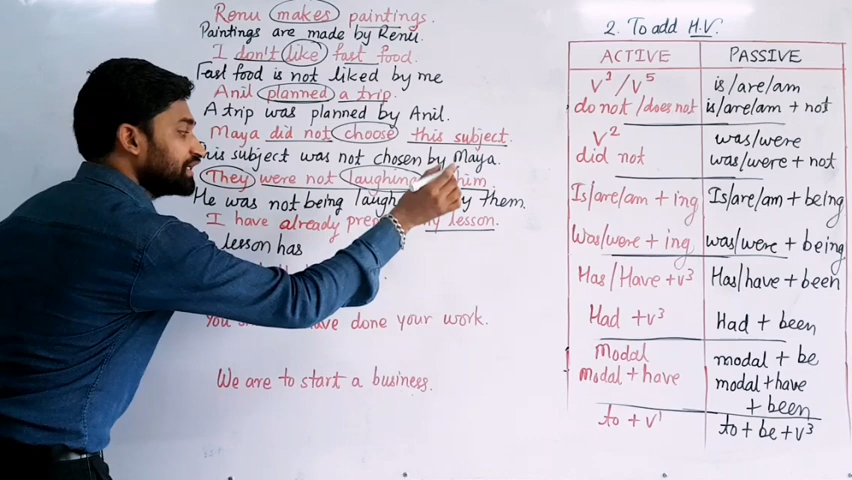 Renu makes paintings.
Paintings are made by Renu.
I don't like fast food.
Fast food is not liked by me
Anil planned a trip.
A trip was planned by Anil.
Maya did not choose this subject.
his subject was not chosen by Maya.
They were not laughing him
He was not being them.
I have already lesson.
lesson has
have done your work.
We are to start a business.
2. To add H.V.
ACTIVE PASSIVE
V1/V5 is/are/am
do not/does not is/are/am + not
V2 was/were
did not was/were + not
Is/are/am + ing Is/are/am + being
Was/were + ing was/were + being
Has/Have + V3 Has/have + been
Had + V3 Had + been
Modal modal + be
modal + have modal + have
+ been
to + V1 to + be + V3